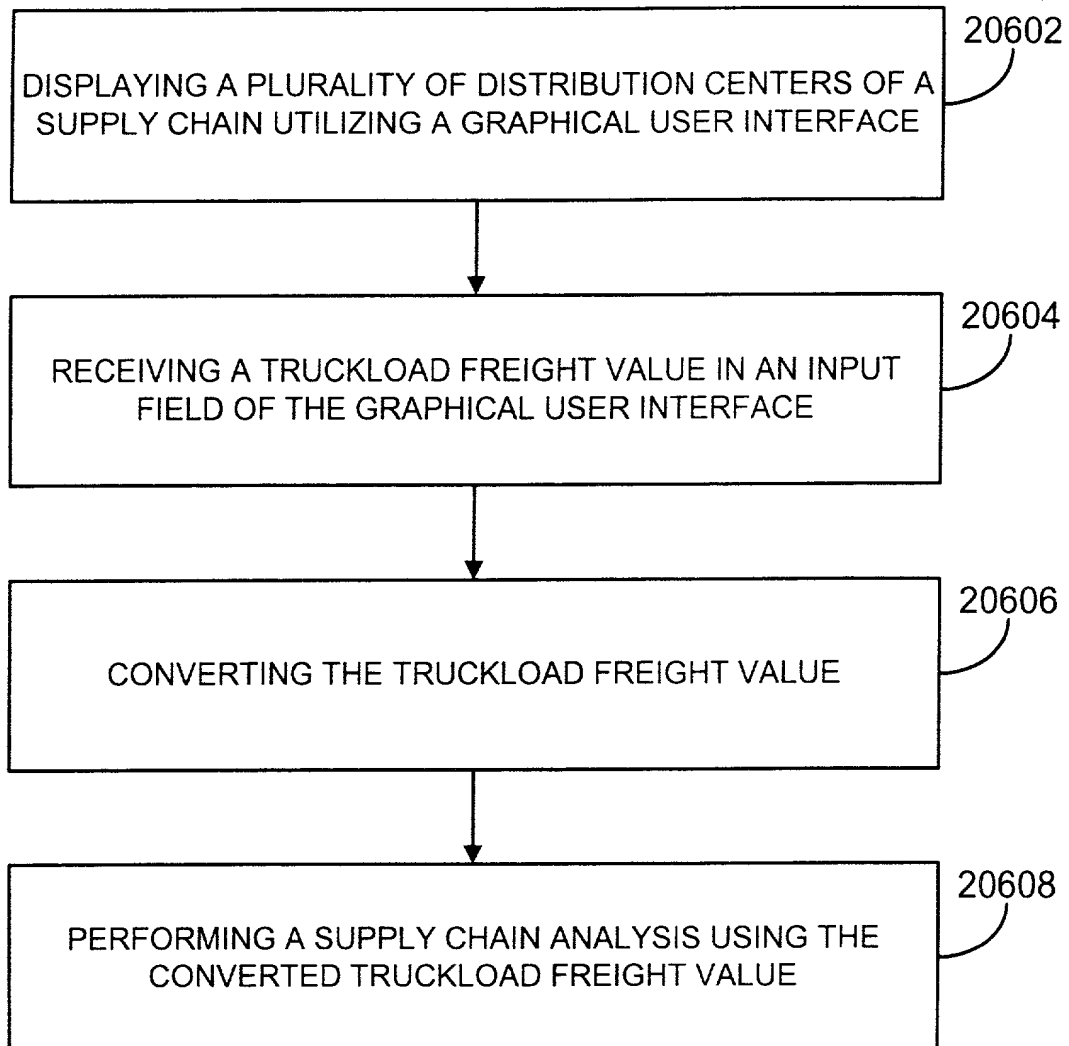 20602
DISPLAYING A PLURALITY OF DISTRIBUTION CENTERS OF A
SUPPLY CHAIN UTILIZING A GRAPHICAL USER INTERFACE
20604
RECEIVING A TRUCKLOAD FREIGHT VALUE IN AN INPUT
FIELD OF THE GRAPHICAL USER INTERFACE
20606
CONVERTING THE TRUCKLOAD FREIGHT VALUE
20608
PERFORMING A SUPPLY CHAIN ANALYSIS USING THE
CONVERTED TRUCKLOAD FREIGHT VALUE